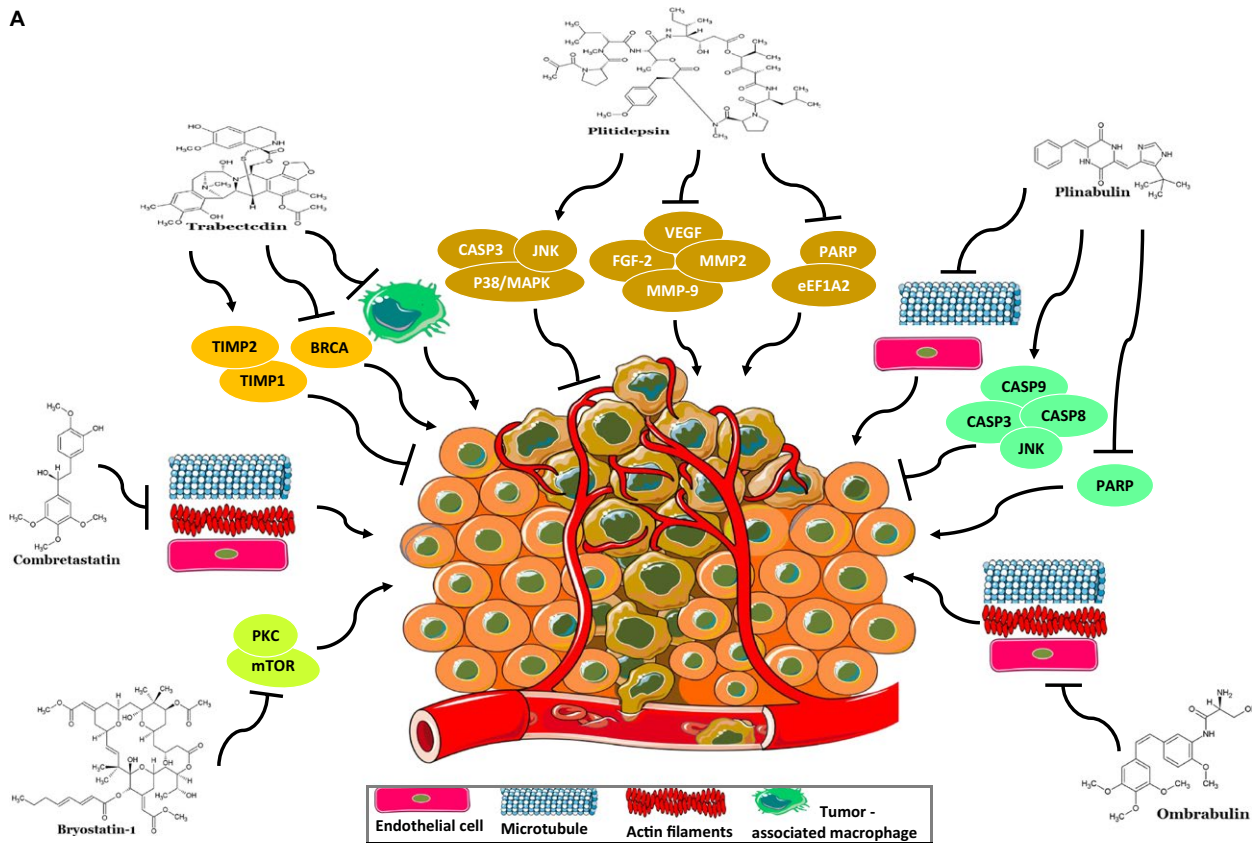 A
Plitidepsin
Trabectcdin
Plinabulin
CASP3
JNK
P38/MAPK
VEGF
FGF-2
MMP2
MMP-9
PARP
eEF1A2
TIMP2
TIMP1
BRCA
CASP9
CASP3
CASP8
JNK
PARP
Combretastatin
PKC
mTOR
Bryostatin-1
Ombrabulin
Endothelial cell
Microtubule
Actin filaments
Tumor -
associated macrophage